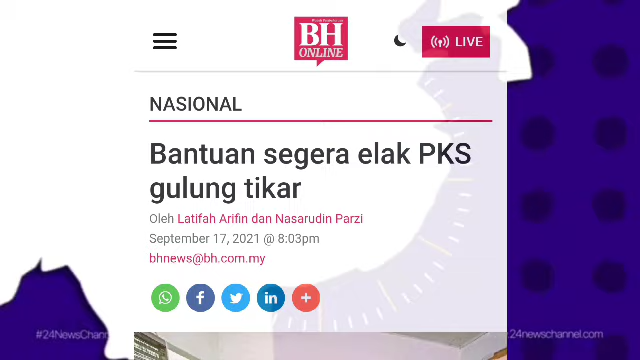 BH
ONLINE
LIVE
NASIONAL
Bantuan segera elak PKS
gulung tikar
Oleh Latifah Arifin dan Nasarudin Parzi
September 17, 2021 @ 8:03pm
bhnews@bh.com.my
#24NewsChann
24newschannel.com